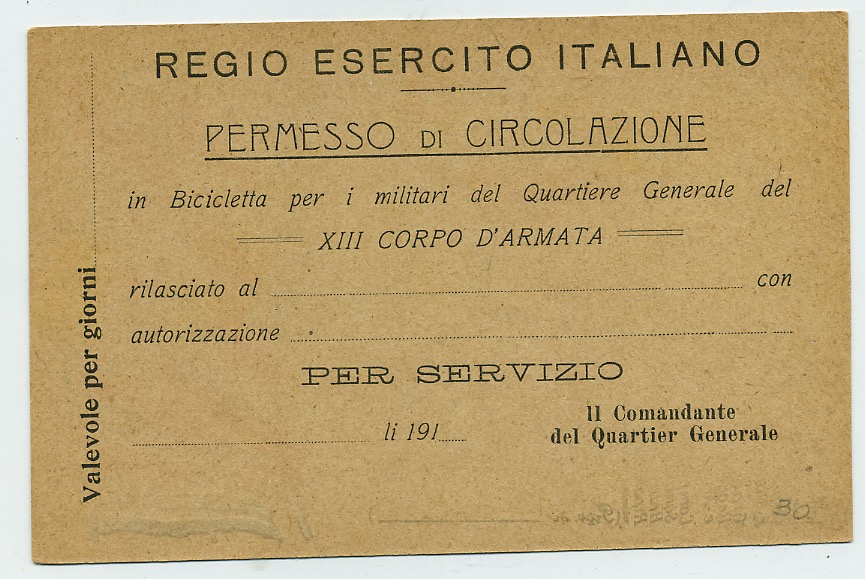 REGIO ESERCITO ITALIANO
PERMESSO DI CIRCOLAZIONE
in Bicicletta per i militari del Quartiere Generale del
XIII CORPO D'ARMATA
rilasciato al con
autorizzazione
PER SERVIZIO
li 191
Il Comandante
del Quartier Generale
Valevole per giorni
30